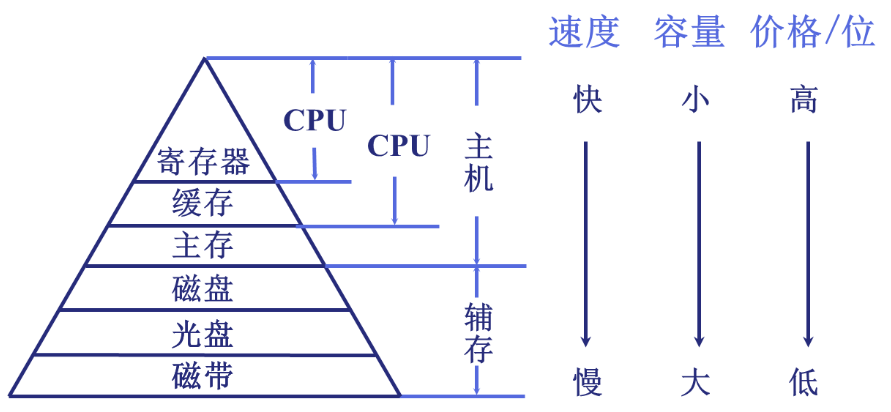 速度 容量 价格/位
快 小 高
CPU
CPU
主机
寄存器
缓存
主存
磁盘
光盘
磁带
辅存
慢 大 低